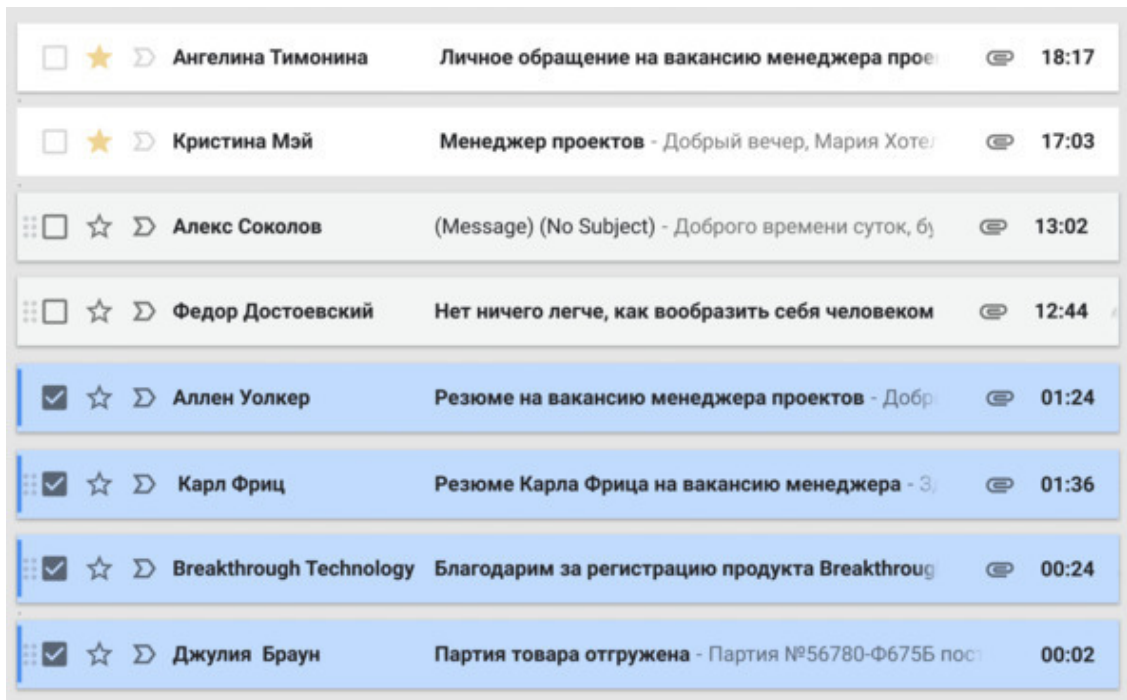 Ангелина Тимонина Личное обращение на вакансию менеджера прое 18:17
Кристина Мэй Менеджер проектов - Добрый вечер, Мария Хотел 17:03
Алекс Соколов (Message) (No Subject) - Доброго времени суток, бу 13:02
Федор Достоевский Нет ничего легче, как вообразить себя человеком 12:44
Аллен Уолкер Резюме на вакансию менеджера проектов - Добр 01:24
Карл Фриц Резюме Карла Фрица на вакансию менеджера - Зд 01:36
Breakthrough Technology Благодарим за регистрацию продукта Breakthroug 00:24
Джулия Браун Партия товара отгружена - Партия №56780-Ф675Б пост 00:02